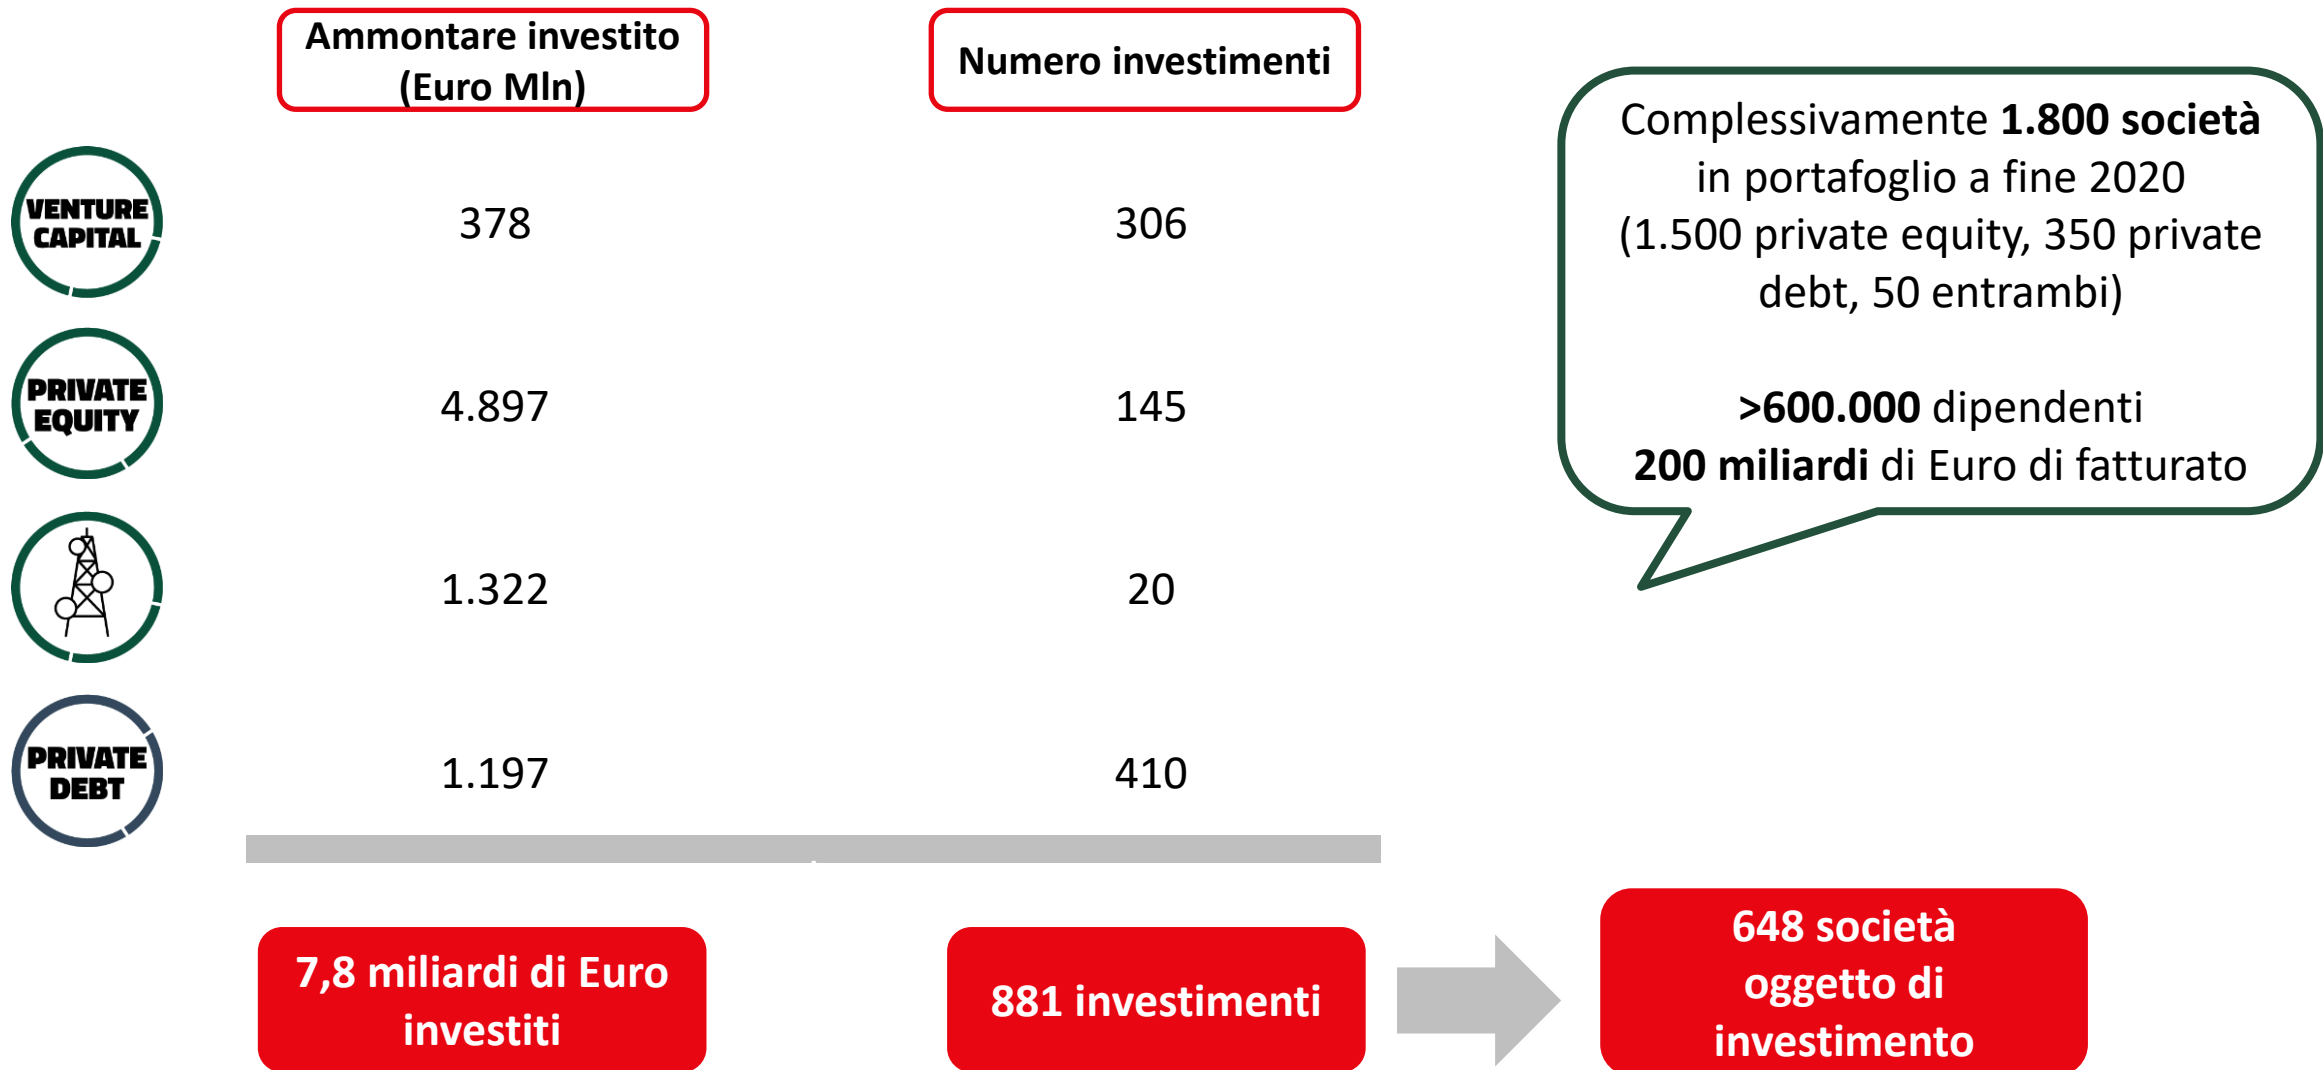 Ammontare investito
(Euro Mln)
Numero investimenti
VENTURE
CAPITAL
378
306
PRIVATE
EQUITY
4.897
145
1.322
20
PRIVATE
DEBT
1.197
410
Complessivamente 1.800 società
in portafoglio a fine 2020
(1.500 private equity, 350 private
debt, 50 entrambi)
>600.000 dipendenti
200 miliardi di Euro di fatturato
7,8 miliardi di Euro
investiti
881 investimenti
648 società
oggetto di
investimento